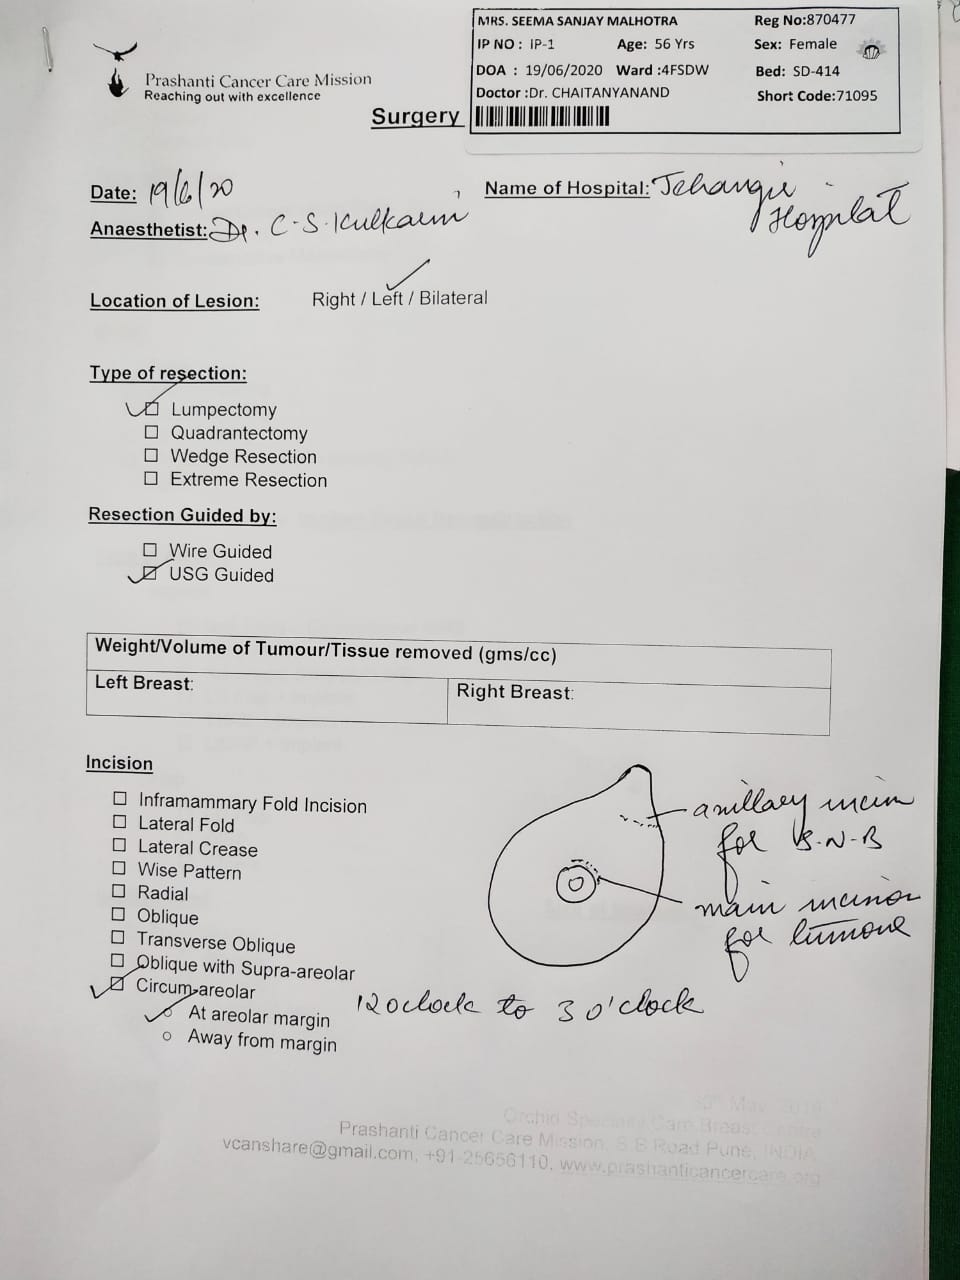 MRS. SEEMA SANJAY MALHOTRA Reg No:870477
IP NO : IP-1 Age: 56 Yrs Sex: Female
DOA : 19/06/2020 Ward :4FSDW Bed: SD-414
Doctor :Dr. CHAITANYANAND Short Code:71095
Prashanti Cancer Care Mission
Reaching out with excellence
Surgery
Date: 19/6/20 Name of Hospital: Jehangir Hospital
Anaesthetist: Dr. C.S. Kulkarni
Location of Lesion: Right / Left / Bilateral
Type of resection:
Lumpectomy
Quadrantectomy
Wedge Resection
Extreme Resection
Resection Guided by:
Wire Guided
USG Guided
Weight/Volume of Tumour/Tissue removed (gms/cc)
Left Breast: Right Breast:
Incision
Inframammary Fold Incision
Lateral Fold
Lateral Crease
Wise Pattern
Radial
Oblique
Transverse Oblique
Oblique with Supra-areolar
Circum-areolar
At areolar margin
Away from margin
12 oclock to 3 o'clock
axillary incision
for S.N.B
main incision
for tumour
Orchid Specialty Care Breast Centre
Prashanti Cancer Care Mission, S.B Road Pune, INDIA
vcanshare@gmail.com, +91-25656110, www.prashanticancercare.org